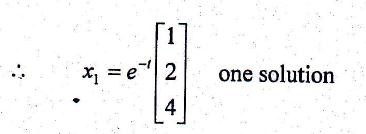 ∴ x₁ = e⁻ᵗ [1 2 4] one solution